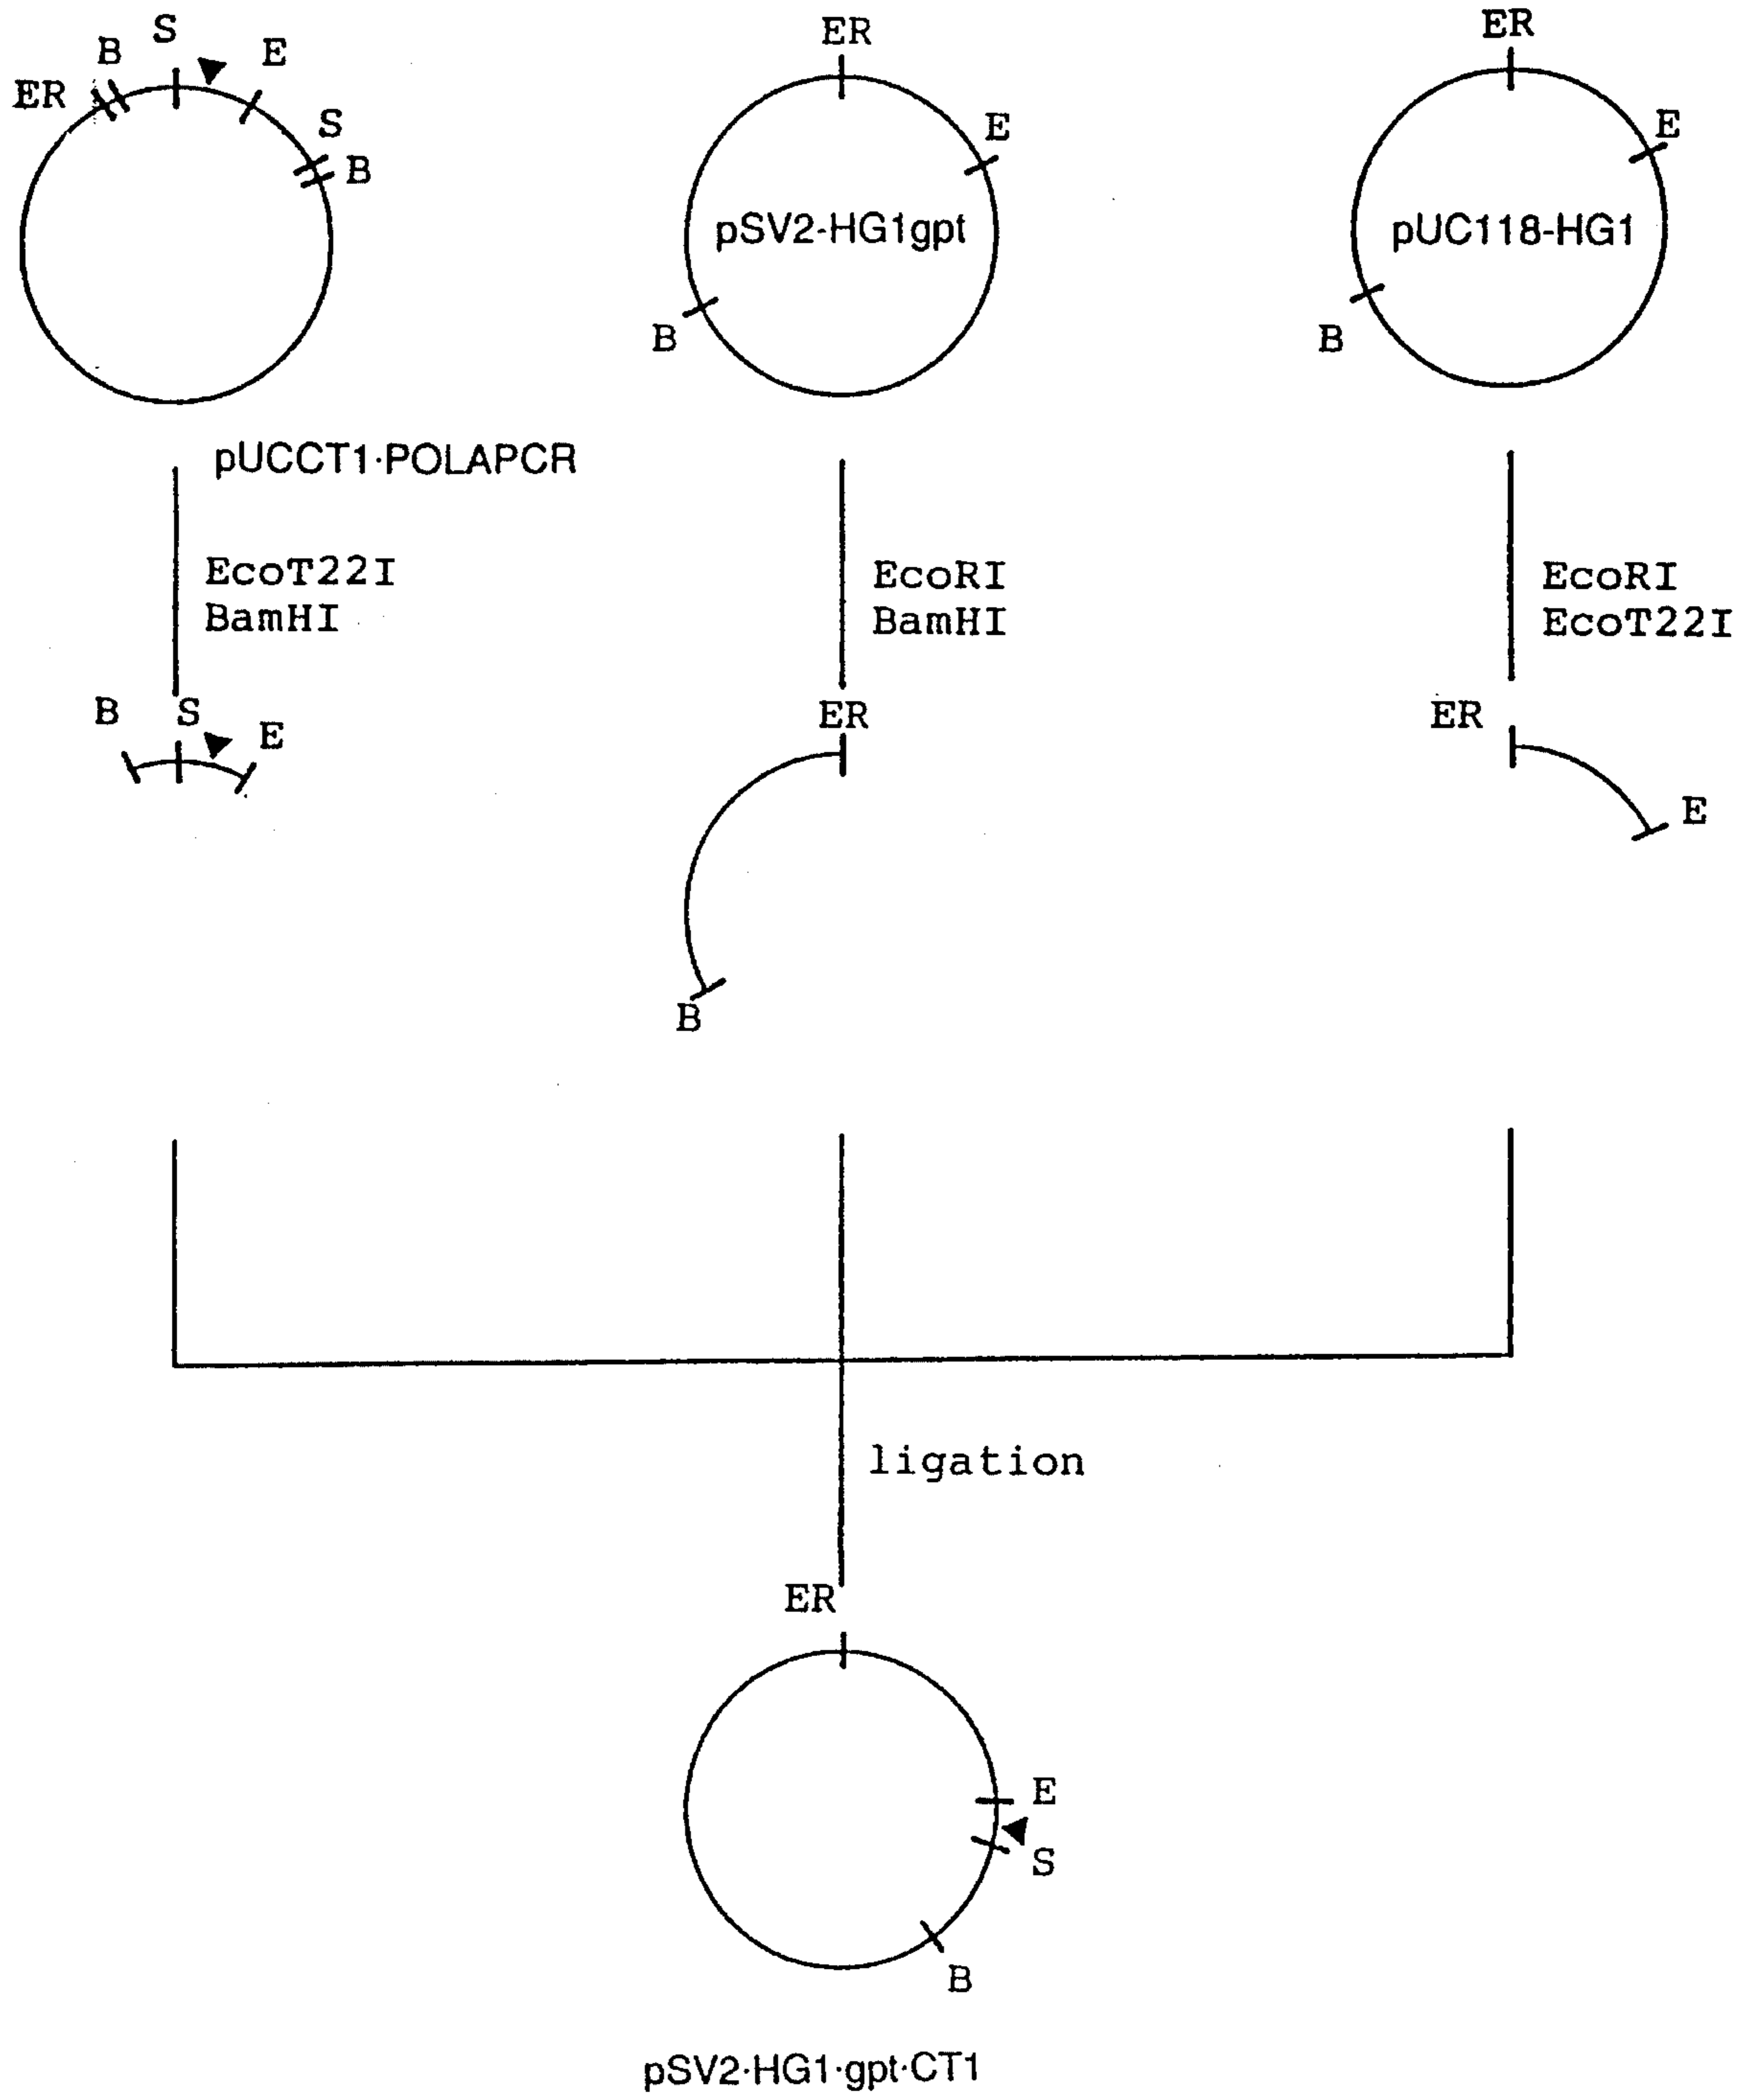 ER
B
S
E
S
B
pUCCT1·POLAPCR
ER
E
pSV2-HG1gpt
B
ER
E
pUC118-HG1
B
EcoT22I
BamHI
EcoRI
BamHI
EcoRI
EcoT22I
B
S
E
ER
B
ER
E
ligation
ER
E
S
B
pSV2·HG1·gpt·CT1